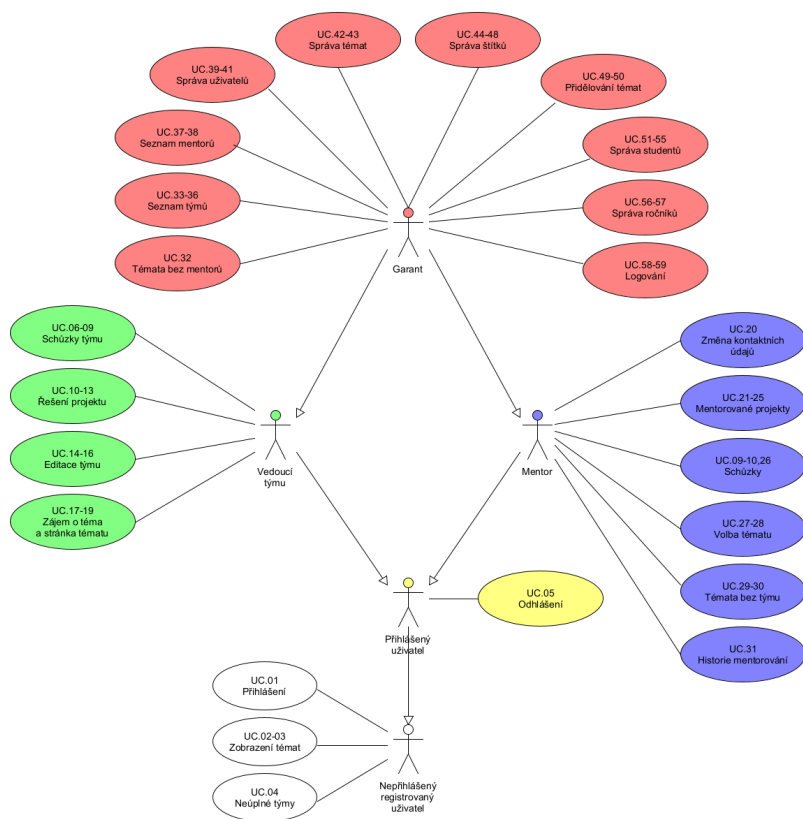 UC.42-43
Správa témat
UC.44-48
Správa štítků
UC.39-41
Správa uživatelů
UC.49-50
Přidělování témat
UC.37-38
Seznam mentorů
UC.51-55
Správa studentů
UC.33-36
Seznam týmů
UC.56-57
Správa ročníků
UC.32
Témata bez mentorů
UC.58-59
Logování
Garant
UC.06-09
Schůzky týmu
UC.10-13
Řešení projektu
UC.14-16
Editace týmu
UC.17-19
Zájem o téma
a stránka tématu
Vedoucí
týmu
Mentor
UC.20
Změna kontaktních
údajů
UC.21-25
Mentorované projekty
UC.09-10,26
Schůzky
UC.27-28
Volba tématu
UC.29-30
Témata bez týmu
UC.31
Historie mentorování
UC.05
Odhlášení
Přihlášený
uživatel
UC.01
Přihlášení
UC.02-03
Zobrazení témat
UC.04
Neúplné týmy
Nepřihlášený
registrovaný
uživatel